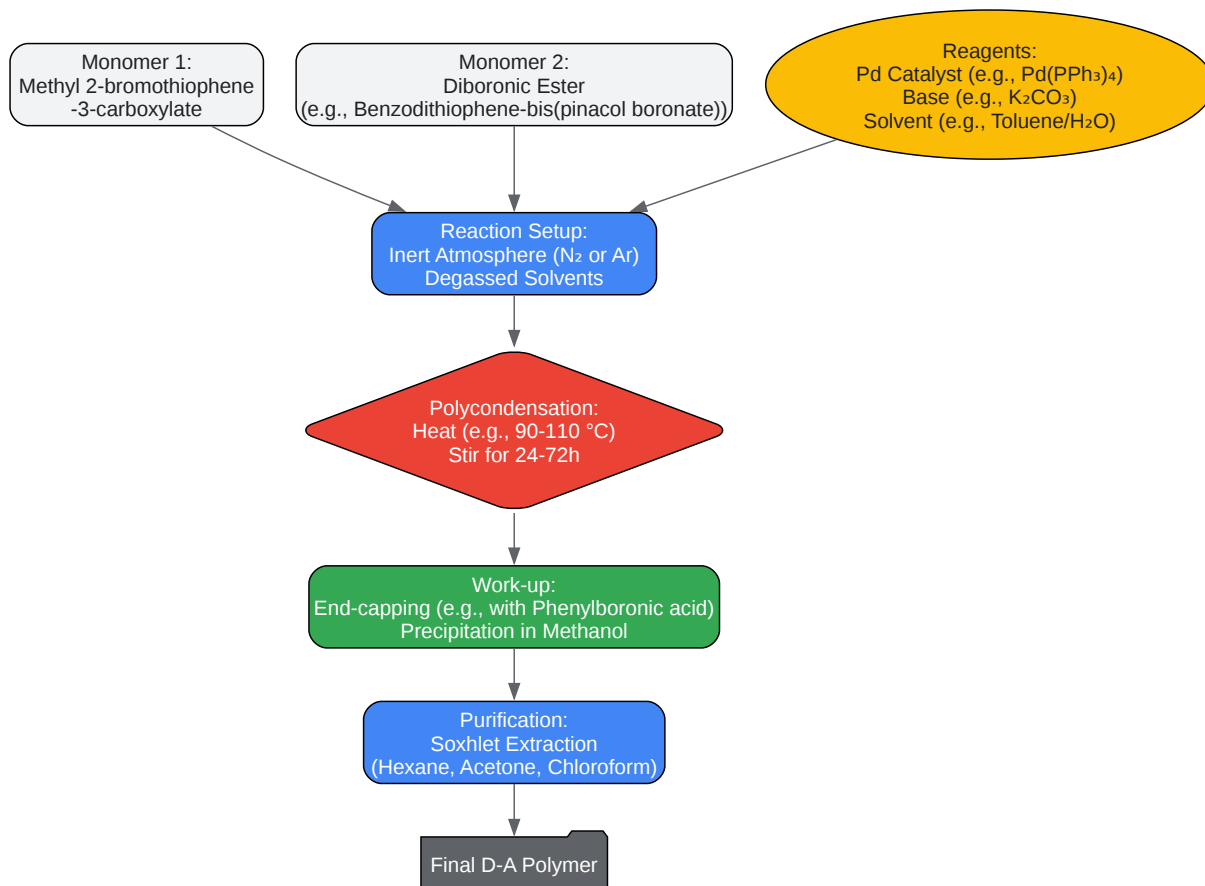 Monomer 1:
Methyl 2-bromothiophene
-3-carboxylate
Monomer 2:
Diboronic Ester
(e.g., Benzodithiophene-bis(pinacol boronate))
Reagents:
Pd Catalyst (e.g., Pd(PPh₃)₄)
Base (e.g., K₂CO₃)
Solvent (e.g., Toluene/H₂O)
Reaction Setup:
Inert Atmosphere (N₂ or Ar)
Degassed Solvents
Polycondensation:
Heat (e.g., 90-110 °C)
Stir for 24-72h
Work-up:
End-capping (e.g., with Phenylboronic acid)
Precipitation in Methanol
Purification:
Soxhlet Extraction
(Hexane, Acetone, Chloroform)
Final D-A Polymer